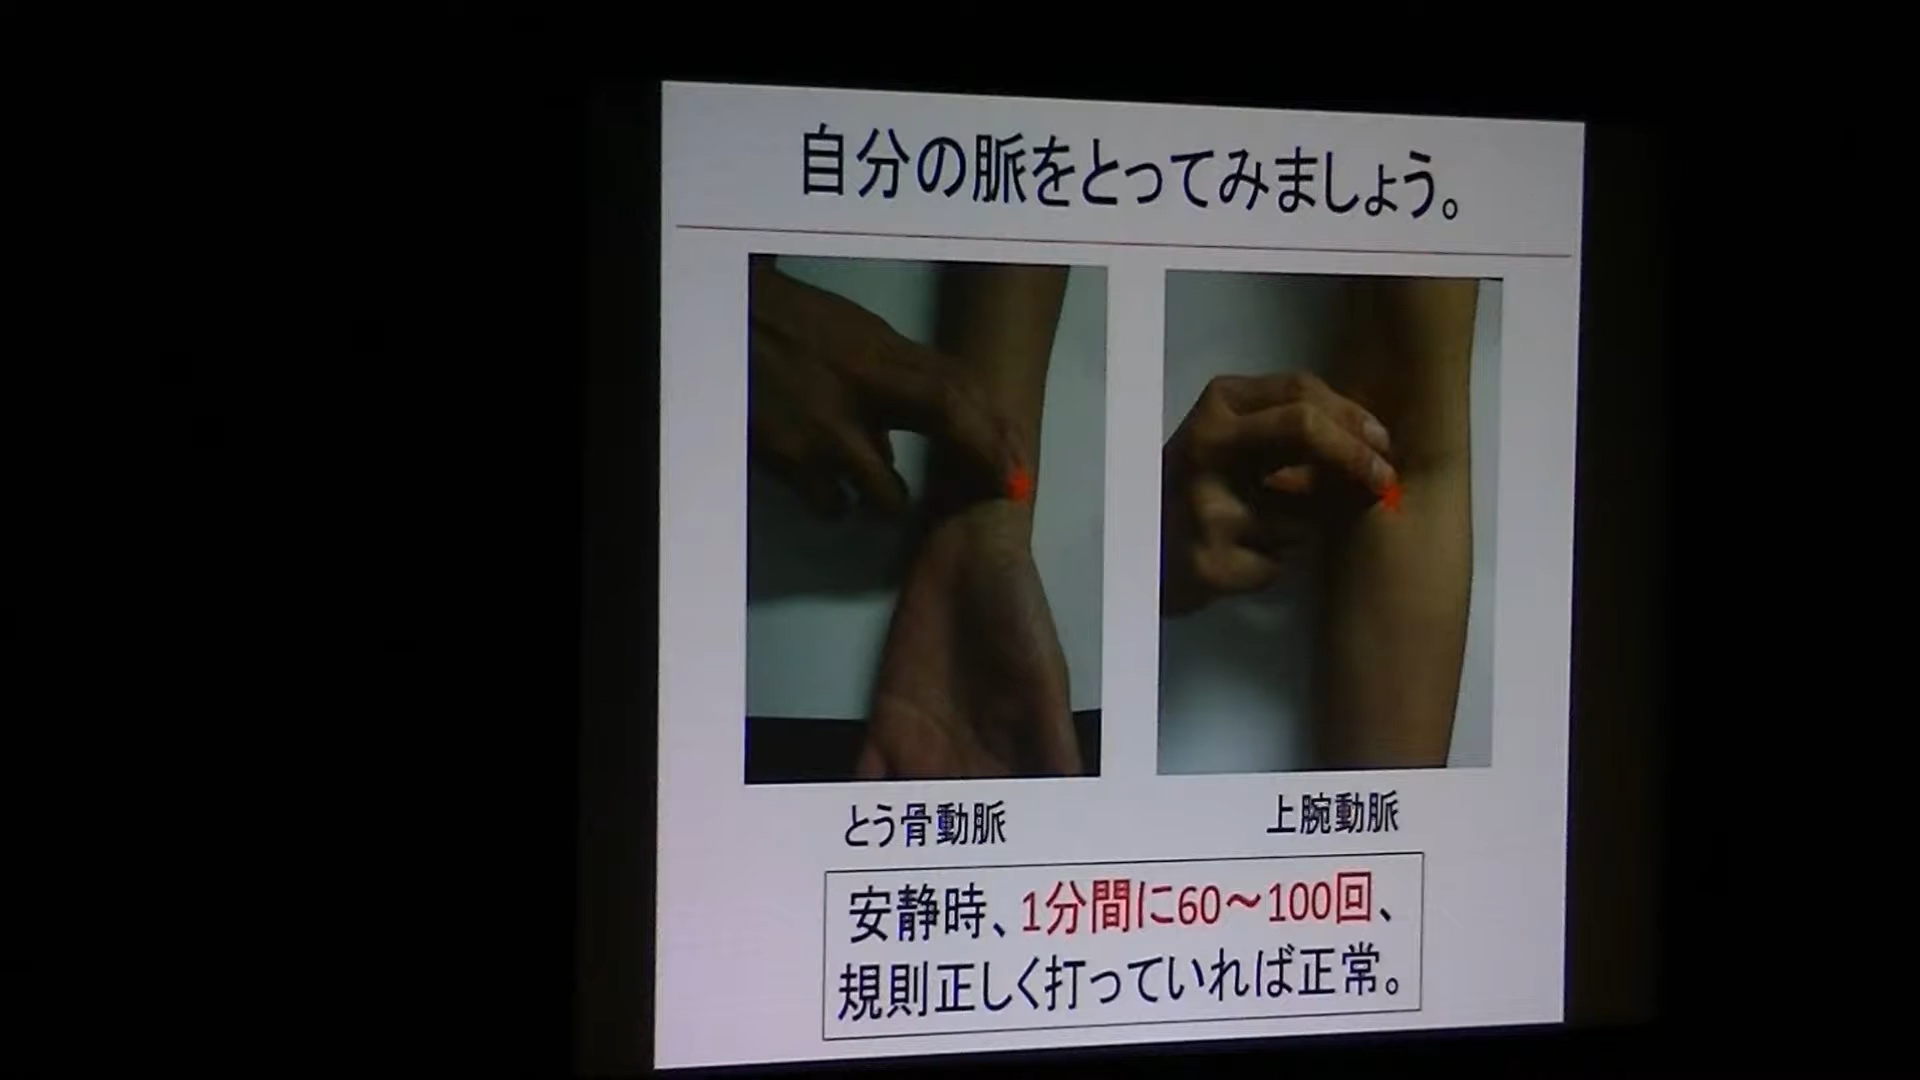 自分の脈をとってみましょう。
とう骨動脈
上腕動脈
安静時、1分間に60～100回、
規則正しく打っていれば正常。